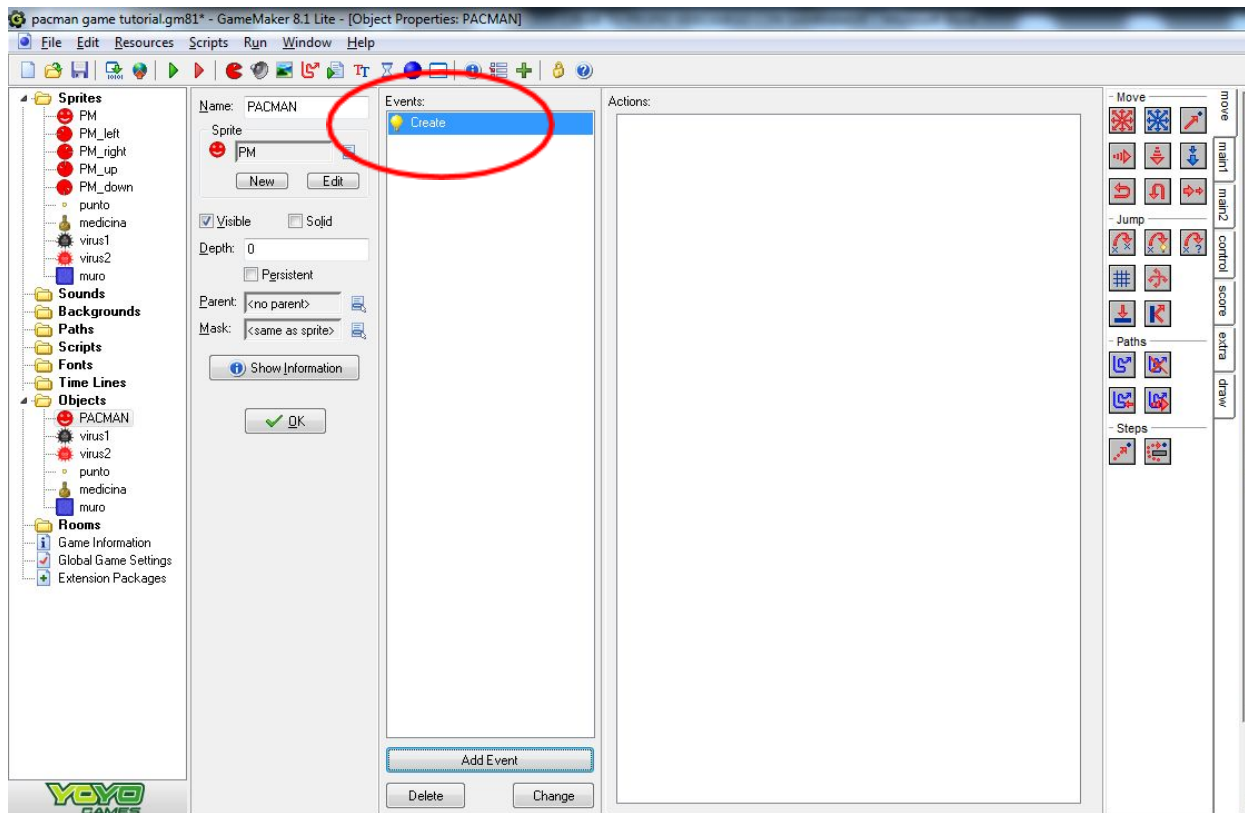 pacman game tutorial.gm81* - GameMaker 8.1 Lite - [Object Properties: PACMAN]
File Edit Resources Scripts Run Window Help
Sprites
PM
PM_left
PM_right
PM_up
PM_down
punto
medicina
virus1
virus2
muro
Sounds
Backgrounds
Paths
Scripts
Fonts
Time Lines
Objects
PACMAN
virus1
virus2
punto
medicina
muro
Rooms
Game Information
Global Game Settings
Extension Packages
YOYO
GAMES
Name: PACMAN
Sprite
PM
New Edit
Visible Solid
Depth: 0
Persistent
Parent: <no parent>
Mask: <same as sprite>
Show Information
OK
Events:
Create
Add Event
Delete Change
Actions:
Move
Jump
Paths
Steps
move
main1
main2
control
score
extra
draw